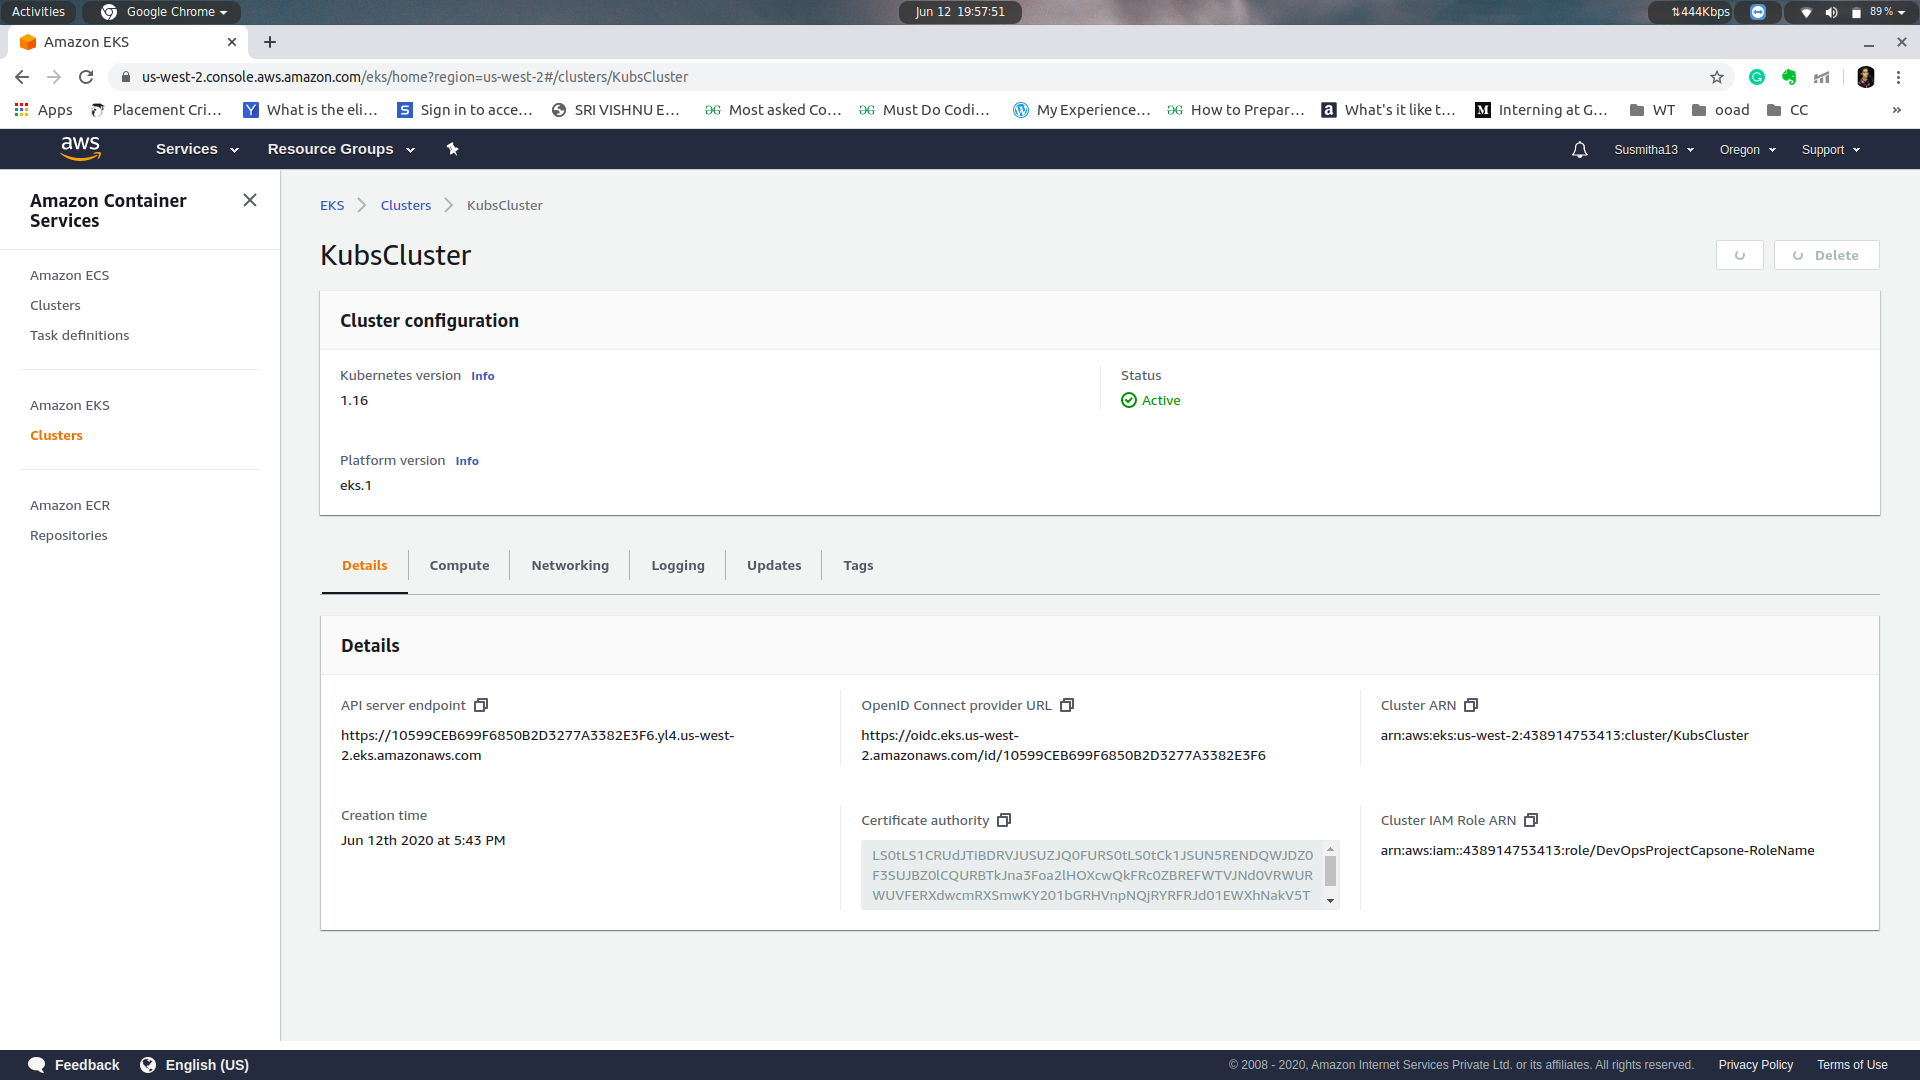 Activities Google Chrome Jun 12 19:57:51 444Kbps 89 %
Amazon EKS
us-west-2.console.aws.amazon.com/eks/home?region=us-west-2#/clusters/KubsCluster
Apps Placement Cri... What is the eli... Sign in to acce... SRI VISHNU E... Most asked Co... Must Do Codi... My Experience... How to Prepar... What's it like t... Interning at G... WT ooad CC »
aws Services Resource Groups Susmitha13 Oregon Support
Amazon Container
Services
Amazon ECS
Clusters
Task definitions
Amazon EKS
Clusters
Amazon ECR
Repositories
EKS Clusters KubsCluster
KubsCluster Delete
Cluster configuration
Kubernetes version Info
1.16
Status
Active
Platform version Info
eks.1
Details Compute Networking Logging Updates Tags
Details
API server endpoint
https://10599CEB699F6850B2D3277A3382E3F6.yl4.us-west-
2.eks.amazonaws.com
OpenID Connect provider URL
https://oidc.eks.us-west-
2.amazonaws.com/id/10599CEB699F6850B2D3277A3382E3F6
Cluster ARN
arn:aws:eks:us-west-2:438914753413:cluster/KubsCluster
Creation time
Jun 12th 2020 at 5:43 PM
Certificate authority
LS0tLS1CRUdJTiBDRVJUSUZJQ0FURS0tLS0tCk1JSUN5RENDQWJDZ0
F3SUJBZ0lCQURBTkJna3Foa2lHOXcwQkFRc0ZBREFWTVJNd0VRWUR
WUVFERXdwcmRXSmwKY201bGRHVnpNQjRYRFRJd01EWXhNakV5T
Cluster IAM Role ARN
arn:aws:iam::438914753413:role/DevOpsProjectCapsone-RoleName
Feedback English (US) © 2008 - 2020, Amazon Internet Services Private Ltd. or its affiliates. All rights reserved. Privacy Policy Terms of Use